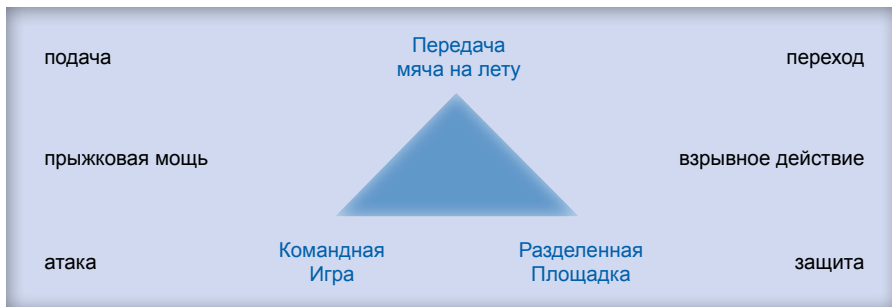 подача
Передача
мяча на лету
переход
прыжковая мощь
взрывное действие
атака
Командная
Игра
Разделенная
Площадка
защита